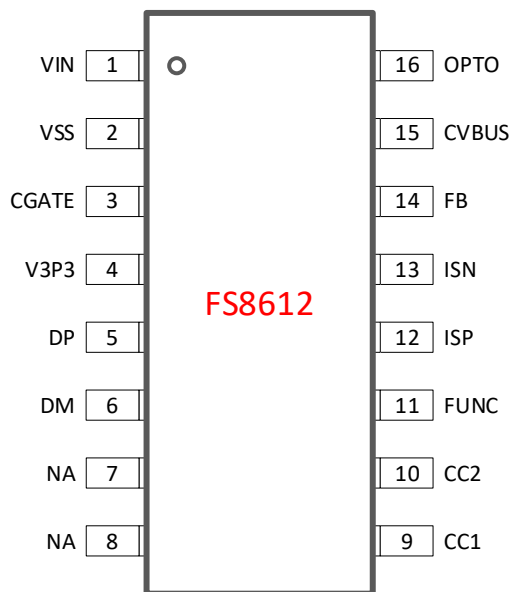 VIN 1 16 OPTO
VSS 2 15 CVBUS
CGATE 3 14 FB
V3P3 4 13 ISN
FS8612
DP 5 12 ISP
DM 6 11 FUNC
NA 7 10 CC2
NA 8 9 CC1